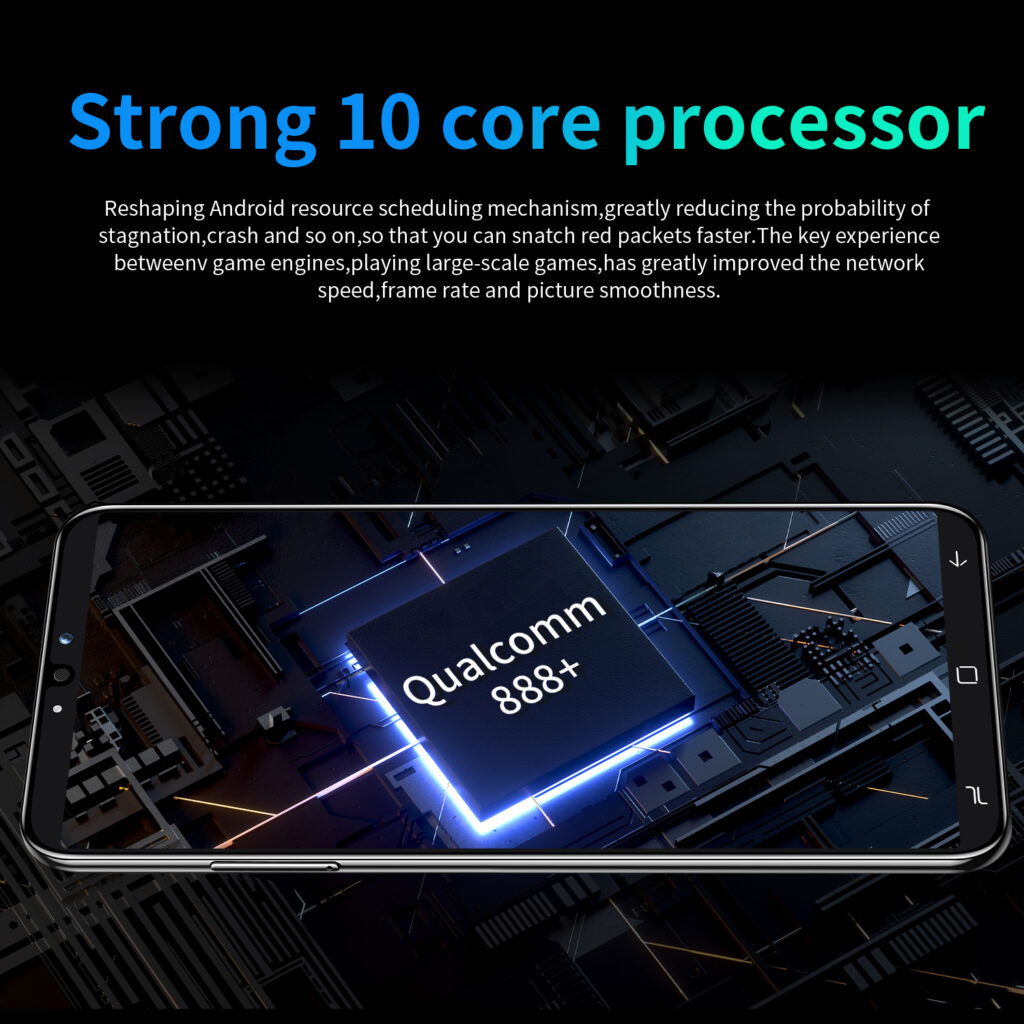 Strong 10 core processor
Reshaping Android resource scheduling mechanism,greatly reducing the probability of
stagnation,crash and so on,so that you can snatch red packets faster.The key experience
betweenv game engines,playing large-scale games,has greatly improved the network
speed,frame rate and picture smoothness.
Qualcomm
888+